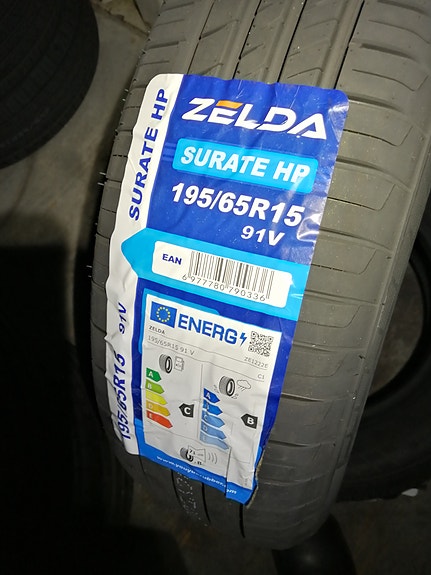 ZELDA
SURATE HP
195/65R15
91V
EAN
6 977780 790336
SURATE HP
195/65R15 91V
ENERG
ZELDA
195/65R15 91 V
C1
A
B
C
A
B
B